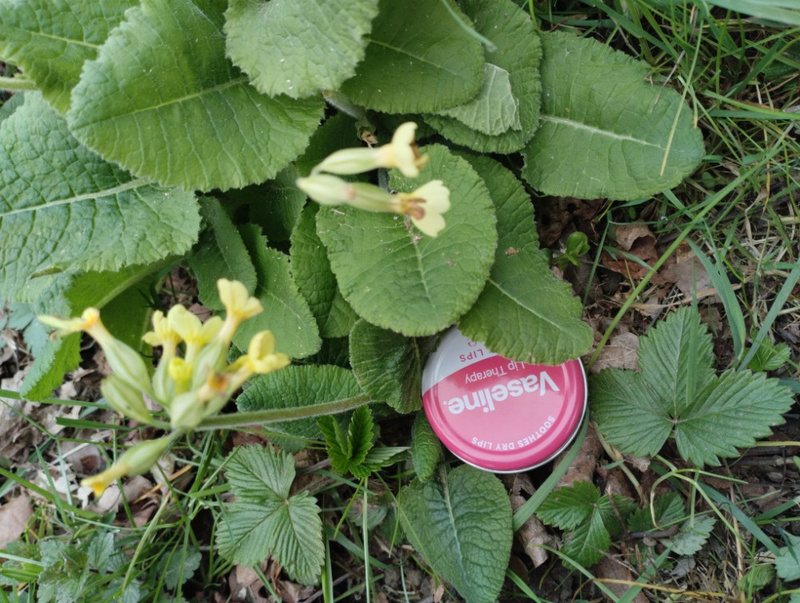 SOOTHES DRY LIPS
Vaseline.
Lip Therapy
LIPS